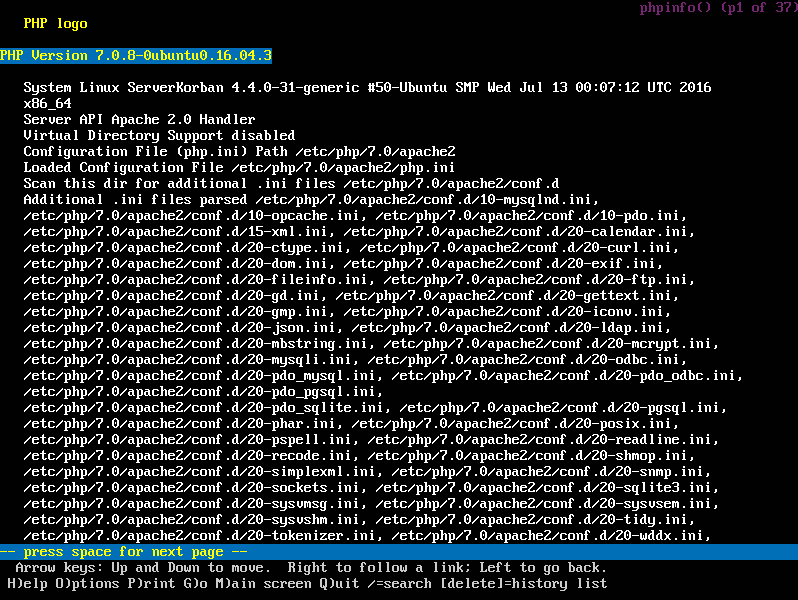 phpinfo() (p1 of 37)
PHP logo
PHP Version 7.0.8-0ubuntu0.16.04.3
System Linux ServerKorban 4.4.0-31-generic #50-Ubuntu SMP Wed Jul 13 00:07:12 UTC 2016
x86_64
Server API Apache 2.0 Handler
Virtual Directory Support disabled
Configuration File (php.ini) Path /etc/php/7.0/apache2
Loaded Configuration File /etc/php/7.0/apache2/php.ini
Scan this dir for additional .ini files /etc/php/7.0/apache2/conf.d
Additional .ini files parsed /etc/php/7.0/apache2/conf.d/10-mysqlnd.ini,
/etc/php/7.0/apache2/conf.d/10-opcache.ini, /etc/php/7.0/apache2/conf.d/10-pdo.ini,
/etc/php/7.0/apache2/conf.d/15-xml.ini, /etc/php/7.0/apache2/conf.d/20-calendar.ini,
/etc/php/7.0/apache2/conf.d/20-ctype.ini, /etc/php/7.0/apache2/conf.d/20-curl.ini,
/etc/php/7.0/apache2/conf.d/20-dom.ini, /etc/php/7.0/apache2/conf.d/20-exif.ini,
/etc/php/7.0/apache2/conf.d/20-fileinfo.ini, /etc/php/7.0/apache2/conf.d/20-ftp.ini,
/etc/php/7.0/apache2/conf.d/20-gd.ini, /etc/php/7.0/apache2/conf.d/20-gettext.ini,
/etc/php/7.0/apache2/conf.d/20-gmp.ini, /etc/php/7.0/apache2/conf.d/20-iconv.ini,
/etc/php/7.0/apache2/conf.d/20-json.ini, /etc/php/7.0/apache2/conf.d/20-ldap.ini,
/etc/php/7.0/apache2/conf.d/20-mbstring.ini, /etc/php/7.0/apache2/conf.d/20-mcrypt.ini,
/etc/php/7.0/apache2/conf.d/20-mysqli.ini, /etc/php/7.0/apache2/conf.d/20-odbc.ini,
/etc/php/7.0/apache2/conf.d/20-pdo_mysql.ini, /etc/php/7.0/apache2/conf.d/20-pdo_odbc.ini,
/etc/php/7.0/apache2/conf.d/20-pdo_pgsql.ini,
/etc/php/7.0/apache2/conf.d/20-pdo_sqlite.ini, /etc/php/7.0/apache2/conf.d/20-pgsql.ini,
/etc/php/7.0/apache2/conf.d/20-phar.ini, /etc/php/7.0/apache2/conf.d/20-posix.ini,
/etc/php/7.0/apache2/conf.d/20-pspell.ini, /etc/php/7.0/apache2/conf.d/20-readline.ini,
/etc/php/7.0/apache2/conf.d/20-recode.ini, /etc/php/7.0/apache2/conf.d/20-shmop.ini,
/etc/php/7.0/apache2/conf.d/20-simplexml.ini, /etc/php/7.0/apache2/conf.d/20-snmp.ini,
/etc/php/7.0/apache2/conf.d/20-sockets.ini, /etc/php/7.0/apache2/conf.d/20-sqlite3.ini,
/etc/php/7.0/apache2/conf.d/20-sysvmsg.ini, /etc/php/7.0/apache2/conf.d/20-sysvsem.ini,
/etc/php/7.0/apache2/conf.d/20-sysvshm.ini, /etc/php/7.0/apache2/conf.d/20-tidy.ini,
/etc/php/7.0/apache2/conf.d/20-tokenizer.ini, /etc/php/7.0/apache2/conf.d/20-wddx.ini,
-- press space for next page --
Arrow keys: Up and Down to move.  Right to follow a link; Left to go back.
H)elp O)ptions P)rint G)o M)ain screen Q)uit /=search [delete]=history list